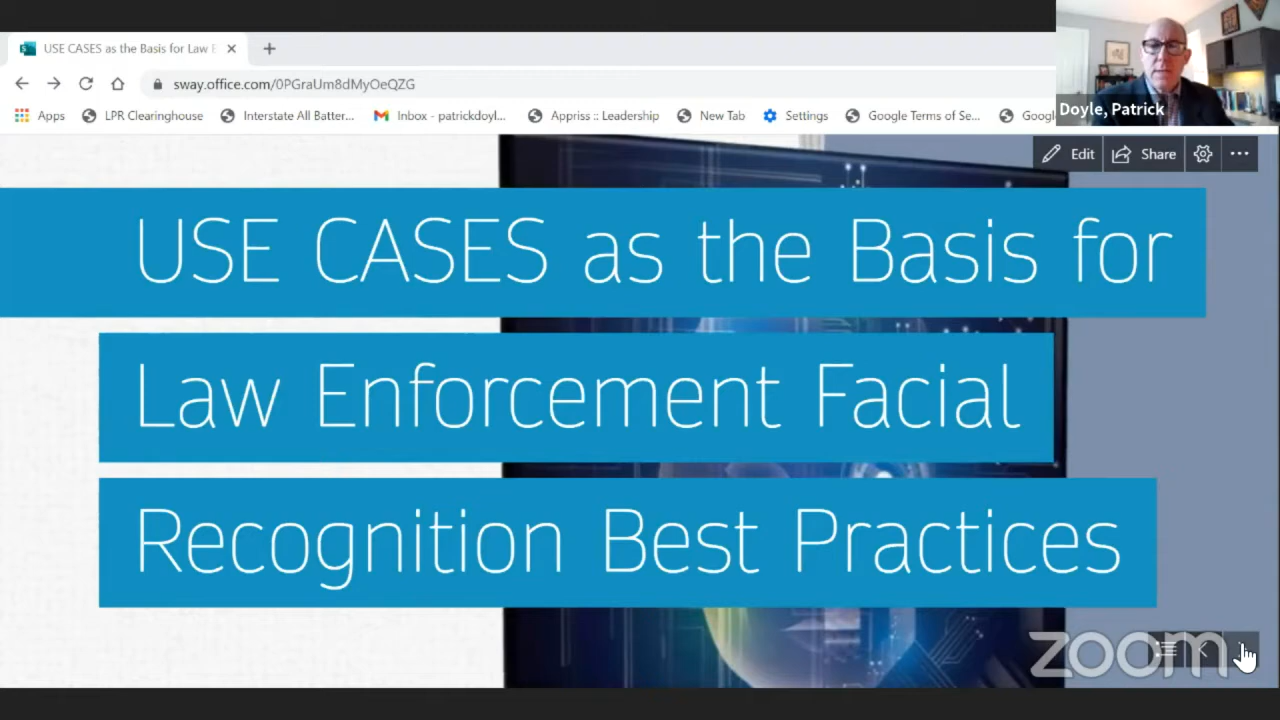 USE CASES as the Basis for Law E
sway.office.com/0PGraUm8dMyOeQZG
Apps LPR Clearinghouse Interstate All Batter... Inbox - patrickdoyl... Appriss :: Leadership New Tab Settings Google Terms of Se... Googl
Doyle, Patrick
Edit Share
USE CASES as the Basis for
Law Enforcement Facial
Recognition Best Practices
zoom